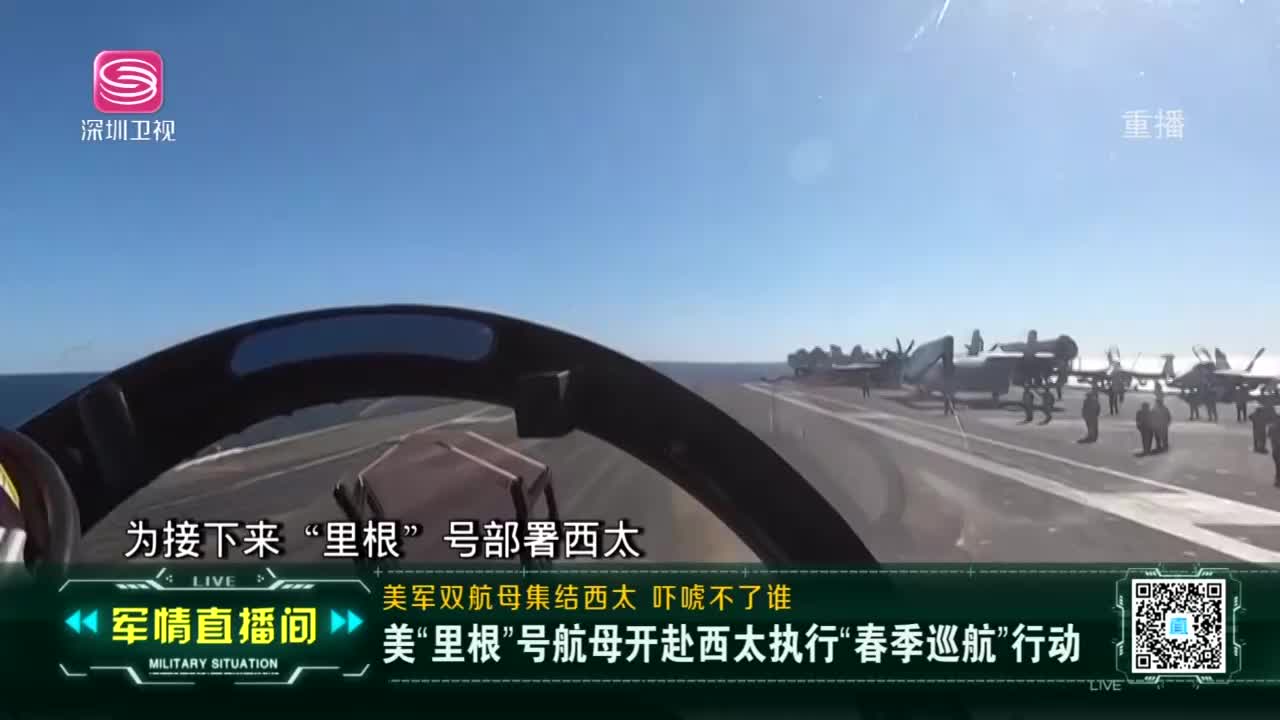 深圳卫视
重播
为接下来“里根”号部署西太
LIVE
军情直播间
MILITARY SITUATION
美军双航母集结西太 吓唬不了谁
美“里根”号航母开赴西太执行“春季巡航”行动
直
LIVE